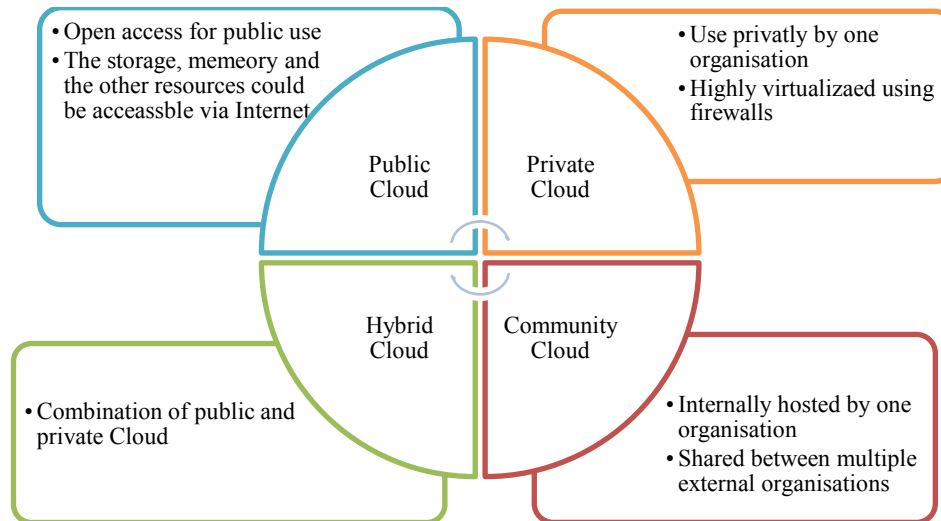 • Open access for public use
• The storage, memeory and
the other resources could
be acceassble via Internet
• Use privatly by one
organisation
• Highly virtualizaed using
firewalls
Public
Cloud
Private
Cloud
Hybrid
Cloud
Community
Cloud
• Combination of public and
private Cloud
• Internally hosted by one
organisation
• Shared between multiple
external organisations